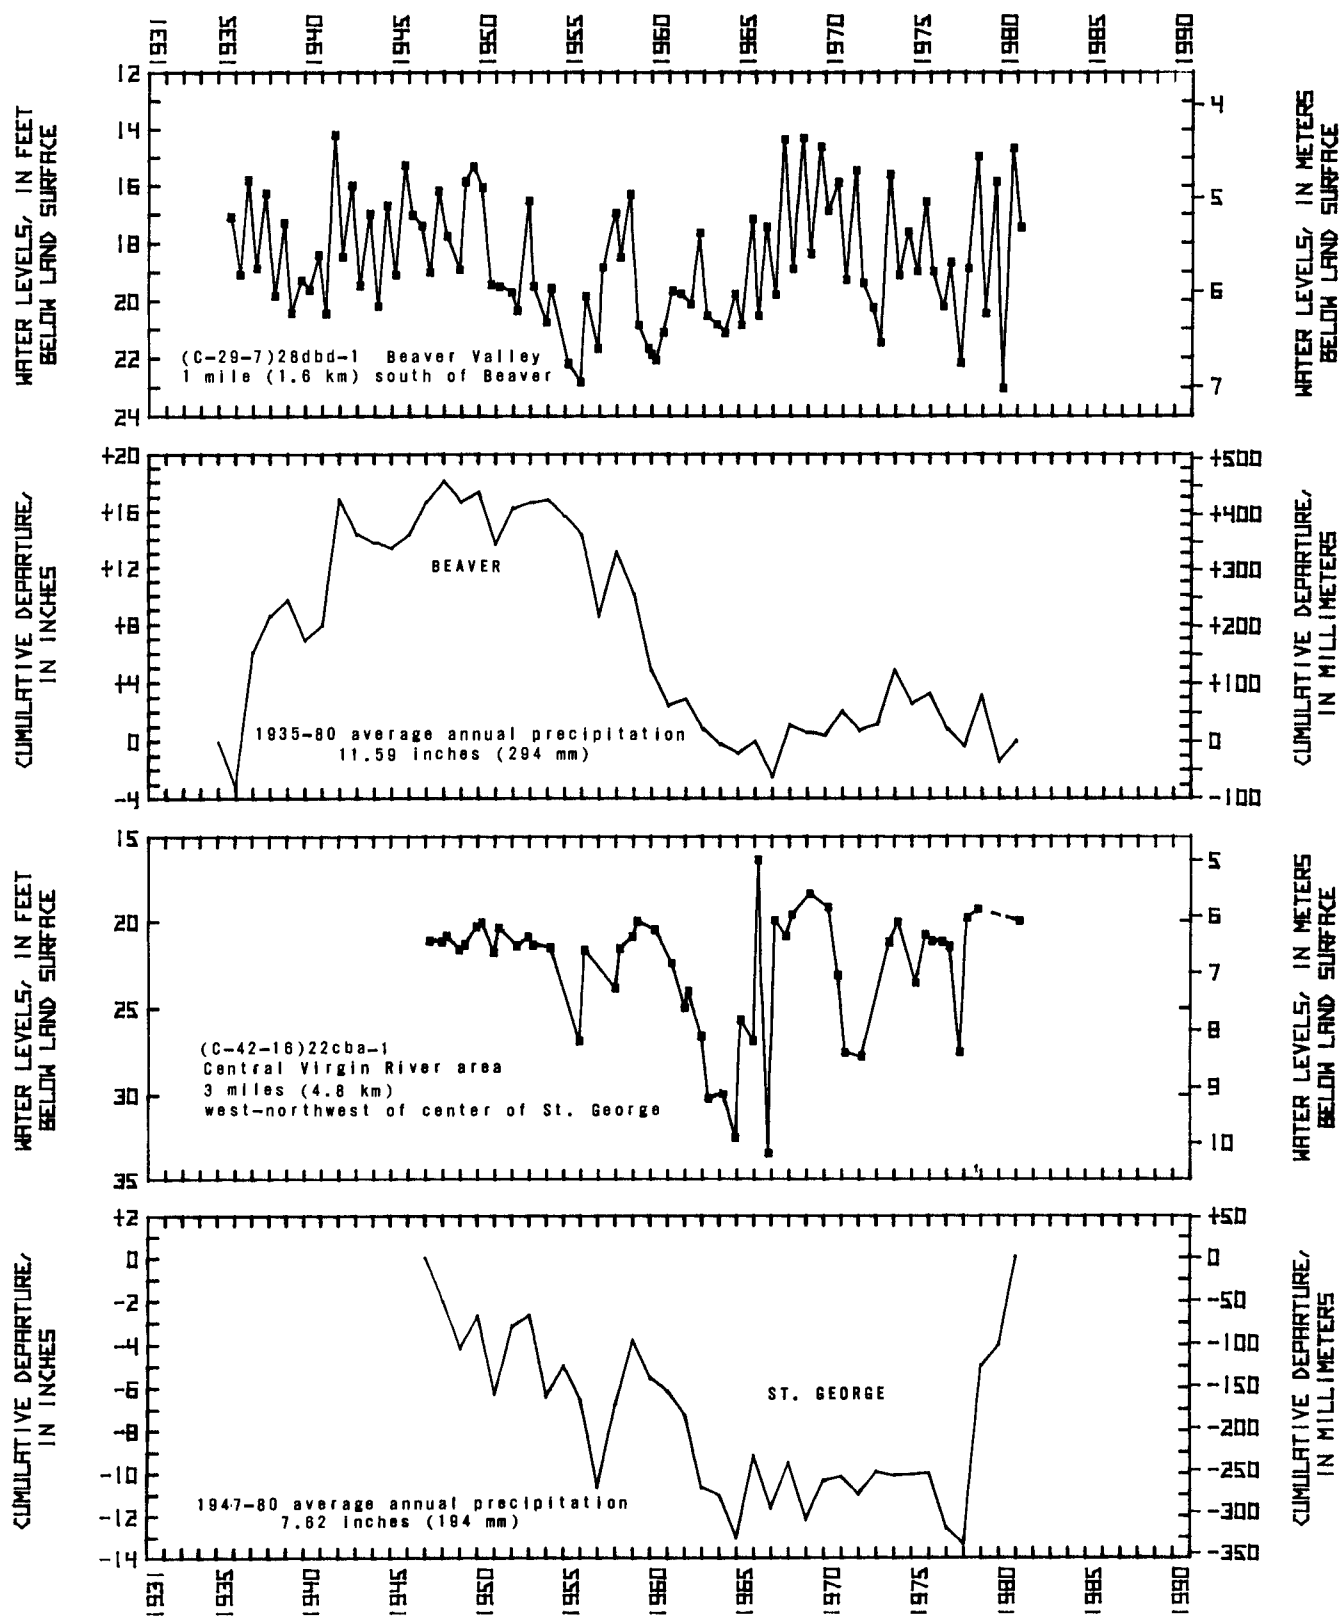 1931 1935 1940 1945 1950 1955 1960 1965 1970 1975 1980 1985 1990
WATER LEVELS, IN FEET
BELOW LAND SURFACE
12
14
16
18
20
22
24
(C-29-7)28dbd-1 Beaver Valley
1 mile (1.6 km) south of Beaver
4
5
6
7
WATER LEVELS, IN METERS
BELOW LAND SURFACE
CUMULATIVE DEPARTURE,
IN INCHES
+20
+16
+12
+8
+4
0
-4
BEAVER
1935-80 average annual precipitation
11.59 inches (294 mm)
+500
+400
+300
+200
+100
0
-100
CUMULATIVE DEPARTURE,
IN MILLIMETERS
WATER LEVELS, IN FEET
BELOW LAND SURFACE
15
20
25
30
35
(C-42-16)22cba-1
Central Virgin River area
3 miles (4.8 km)
west-northwest of center of St. George
5
6
7
8
9
10
WATER LEVELS, IN METERS
BELOW LAND SURFACE
CUMULATIVE DEPARTURE,
IN INCHES
+2
0
-2
-4
-6
-8
-10
-12
-14
ST. GEORGE
1947-80 average annual precipitation
7.62 inches (194 mm)
+50
0
-50
-100
-150
-200
-250
-300
-350
CUMULATIVE DEPARTURE,
IN MILLIMETERS
1931 1935 1940 1945 1950 1955 1960 1965 1970 1975 1980 1985 1990